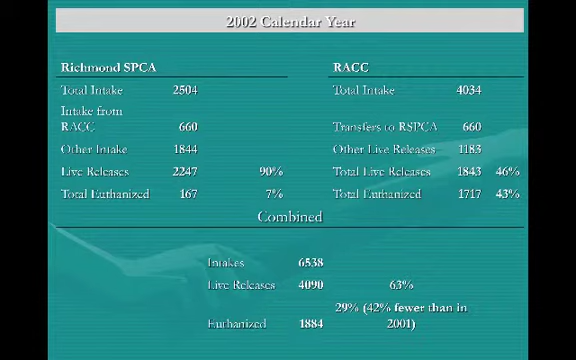 2002 Calendar Year
Richmond SPCA
Total Intake 2504
Intake from
RACC 660
Other Intake 1844
Live Releases 2247 90%
Total Euthanized 167 7%
RACC
Total Intake 4034
Transfers to RSPCA 660
Other Live Releases 1183
Total Live Releases 1843 46%
Total Euthanized 1717 43%
Combined
Intakes 6538
Live Releases 4090 63%
29% (42% fewer than in
Euthanized 1884 2001)